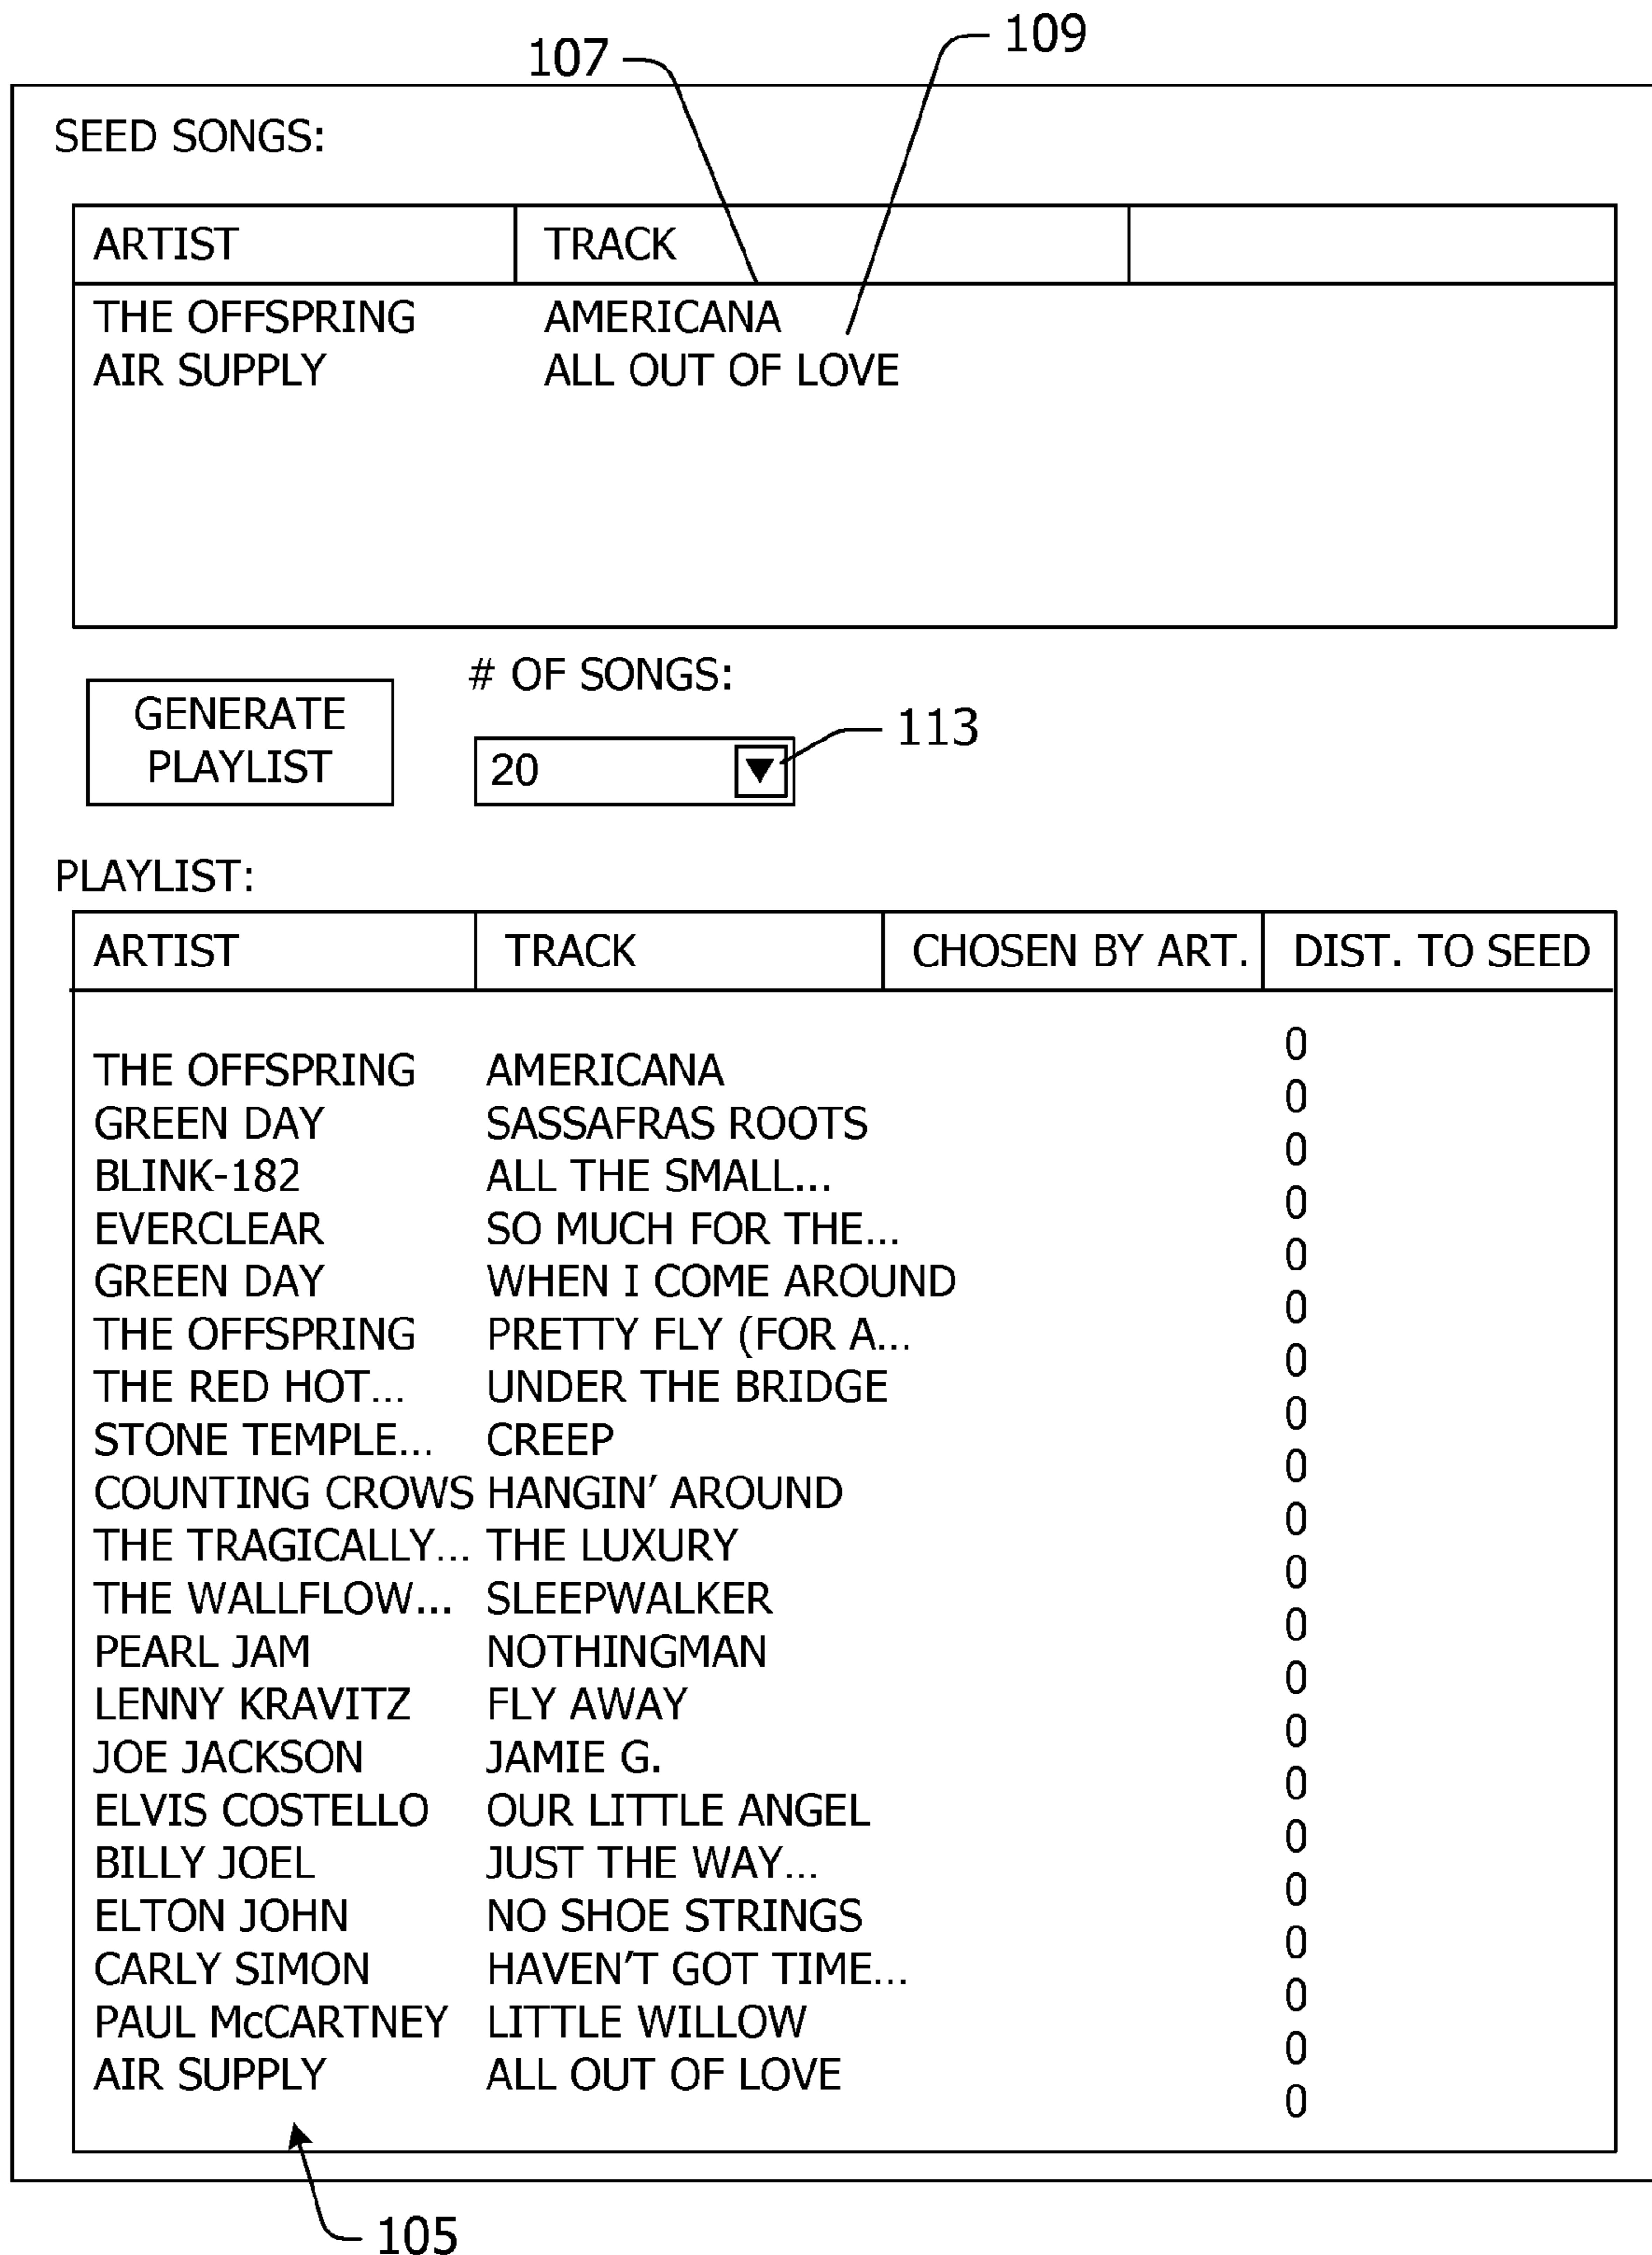 107
109
SEED SONGS:
ARTIST TRACK
THE OFFSPRING AMERICANA
AIR SUPPLY ALL OUT OF LOVE
# OF SONGS:
GENERATE
PLAYLIST
20
113
PLAYLIST:
ARTIST TRACK CHOSEN BY ART. DIST. TO SEED
0
THE OFFSPRING AMERICANA 0
GREEN DAY SASSAFRAS ROOTS 0
BLINK-182 ALL THE SMALL... 0
EVERCLEAR SO MUCH FOR THE... 0
GREEN DAY WHEN I COME AROUND 0
THE OFFSPRING PRETTY FLY (FOR A... 0
THE RED HOT... UNDER THE BRIDGE 0
STONE TEMPLE... CREEP 0
COUNTING CROWS HANGIN' AROUND 0
THE TRAGICALLY... THE LUXURY 0
THE WALLFLOW... SLEEPWALKER 0
PEARL JAM NOTHINGMAN 0
LENNY KRAVITZ FLY AWAY 0
JOE JACKSON JAMIE G. 0
ELVIS COSTELLO OUR LITTLE ANGEL 0
BILLY JOEL JUST THE WAY... 0
ELTON JOHN NO SHOE STRINGS 0
CARLY SIMON HAVEN'T GOT TIME... 0
PAUL McCARTNEY LITTLE WILLOW 0
AIR SUPPLY ALL OUT OF LOVE 0
105